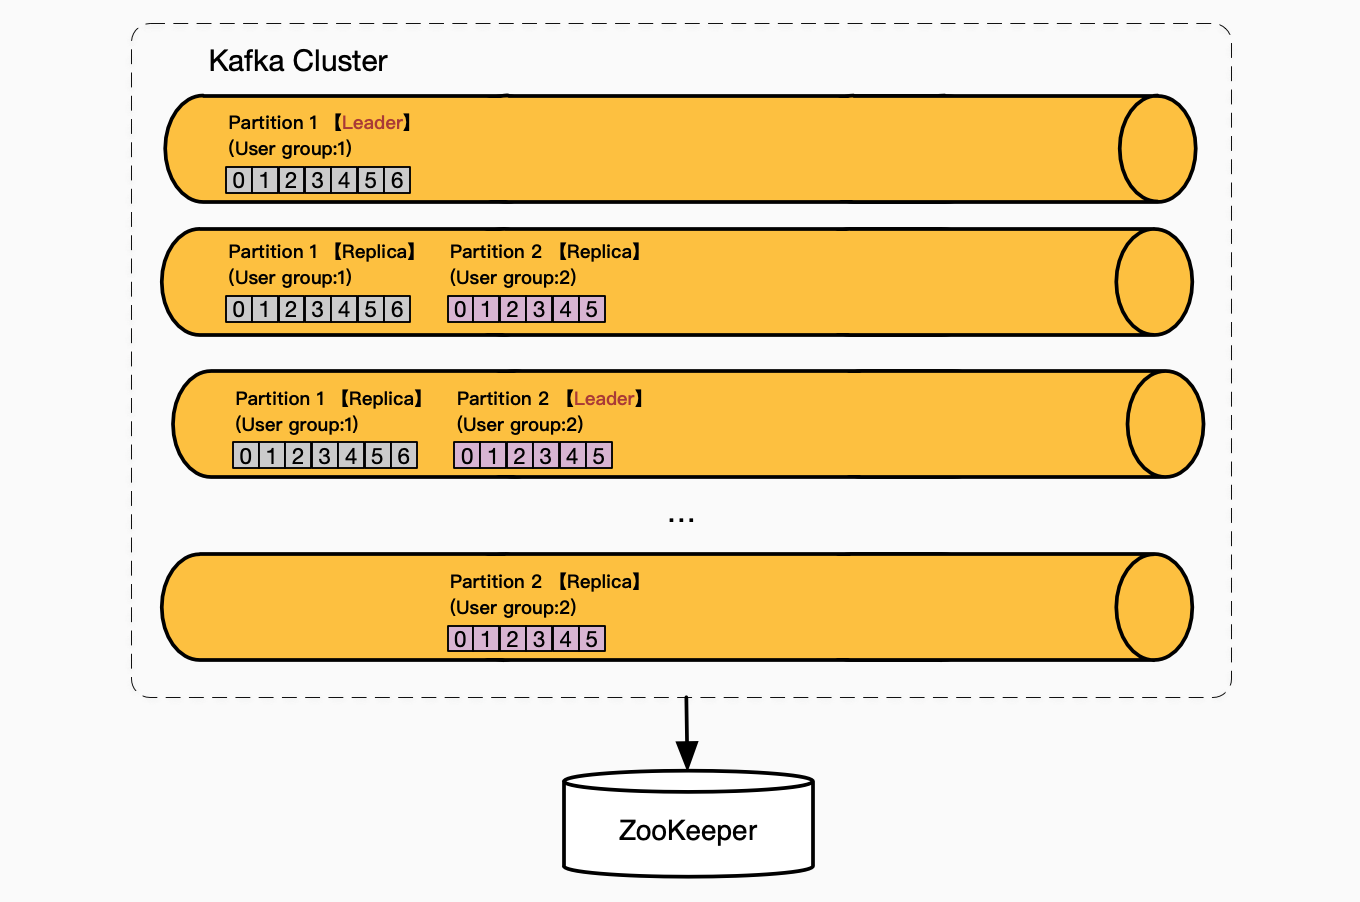 Kafka Cluster
Partition 1 【Leader】
(User group:1)
0 1 2 3 4 5 6
Partition 1 【Replica】
(User group:1)
0 1 2 3 4 5 6
Partition 2 【Replica】
(User group:2)
0 1 2 3 4 5
Partition 1 【Replica】
(User group:1)
0 1 2 3 4 5 6
Partition 2 【Leader】
(User group:2)
0 1 2 3 4 5
...
Partition 2 【Replica】
(User group:2)
0 1 2 3 4 5
ZooKeeper